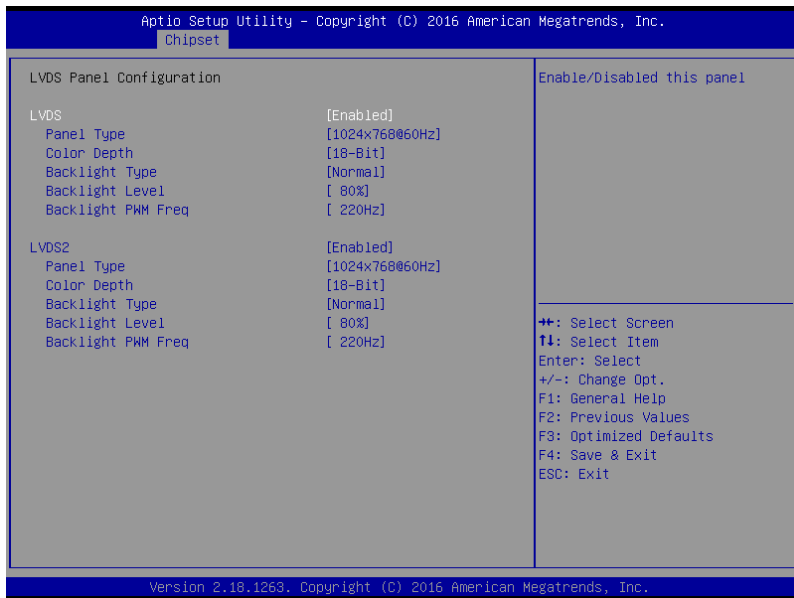 Aptio Setup Utility – Copyright (C) 2016 American Megatrends, Inc.
Chipset
LVDS Panel Configuration
LVDS [Enabled]
Panel Type [1024x768@60Hz]
Color Depth [18-Bit]
Backlight Type [Normal]
Backlight Level [ 80%]
Backlight PWM Freq [ 220Hz]
LVDS2 [Enabled]
Panel Type [1024x768@60Hz]
Color Depth [18-Bit]
Backlight Type [Normal]
Backlight Level [ 80%]
Backlight PWM Freq [ 220Hz]
Enable/Disabled this panel
→←: Select Screen
↑↓: Select Item
Enter: Select
+/-: Change Opt.
F1: General Help
F2: Previous Values
F3: Optimized Defaults
F4: Save & Exit
ESC: Exit
Version 2.18.1263. Copyright (C) 2016 American Megatrends, Inc.